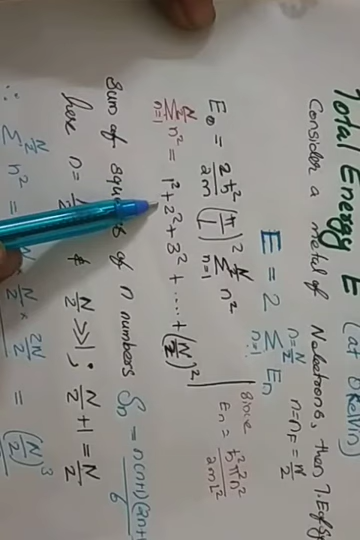 Total Energy E (at 0 Kelvin)
Consider a metal of N electrons, then T.E of sy
E = 2 Σ_{n=1}^{n=N/2} E_n     n = n_F = N/2
E_0 = 2ħ²/2m (π/L)² Σ_{n=1}^{N/2} n² | since E_n = ħ²π²n²/2mL²
Σ_{n=1}^{N/2} n² = 1² + 2² + 3² + ..... + (N/2)²
Sum of squ s of n numbers S_n = n(n+1)(2n+1)/6
here n = N/2 & N/2 >> 1 ; N/2 + 1 = N/2
∴ Σ^{N/2} n² = N/2 × 2N/2 = (N/2)³